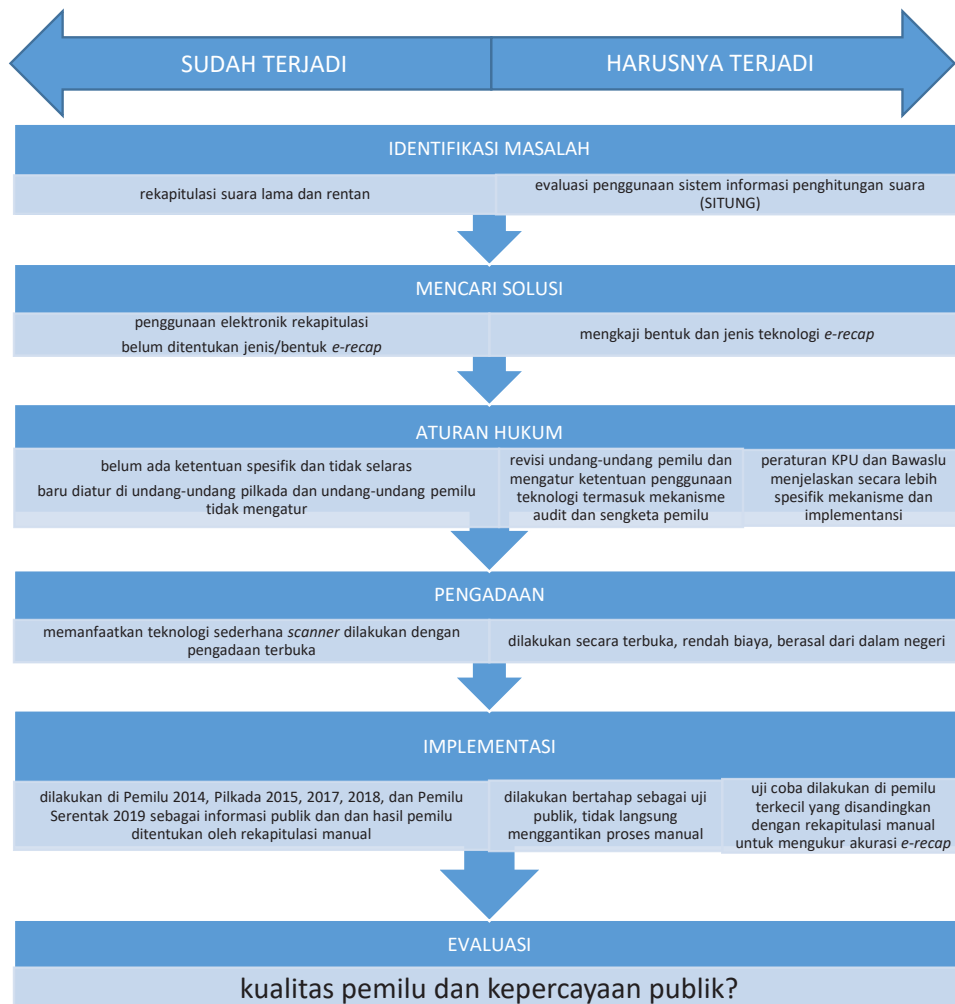 SUDAH TERJADI
HARUSNYA TERJADI
IDENTIFIKASI MASALAH
rekapitulasi suara lama dan rentan
evaluasi penggunaan sistem informasi penghitungan suara
(SITUNG)
MENCARI SOLUSI
penggunaan elektronik rekapitulasi
belum ditentukan jenis/bentuk e-recap
mengkaji bentuk dan jenis teknologi e-recap
ATURAN HUKUM
belum ada ketentuan spesifik dan tidak selaras
baru diatur di undang-undang pilkada dan undang-undang pemilu
tidak mengatur
revisi undang-undang pemilu dan
mengatur ketentuan penggunaan
teknologi termasuk mekanisme
audit dan sengketa pemilu
peraturan KPU dan Bawaslu
menjelaskan secara lebih
spesifik mekanisme dan
implementansi
PENGADAAN
memanfaatkan teknologi sederhana scanner dilakukan dengan
pengadaan terbuka
dilakukan secara terbuka, rendah biaya, berasal dari dalam negeri
IMPLEMENTASI
dilakukan di Pemilu 2014, Pilkada 2015, 2017, 2018, dan Pemilu
Serentak 2019 sebagai informasi publik dan dan hasil pemilu
ditentukan oleh rekapitulasi manual
dilakukan bertahap sebagai uji
publik, tidak langsung
menggantikan proses manual
uji coba dilakukan di pemilu
terkecil yang disandingkan
dengan rekapitulasi manual
untuk mengukur akurasi e-recap
EVALUASI
kualitas pemilu dan kepercayaan publik?